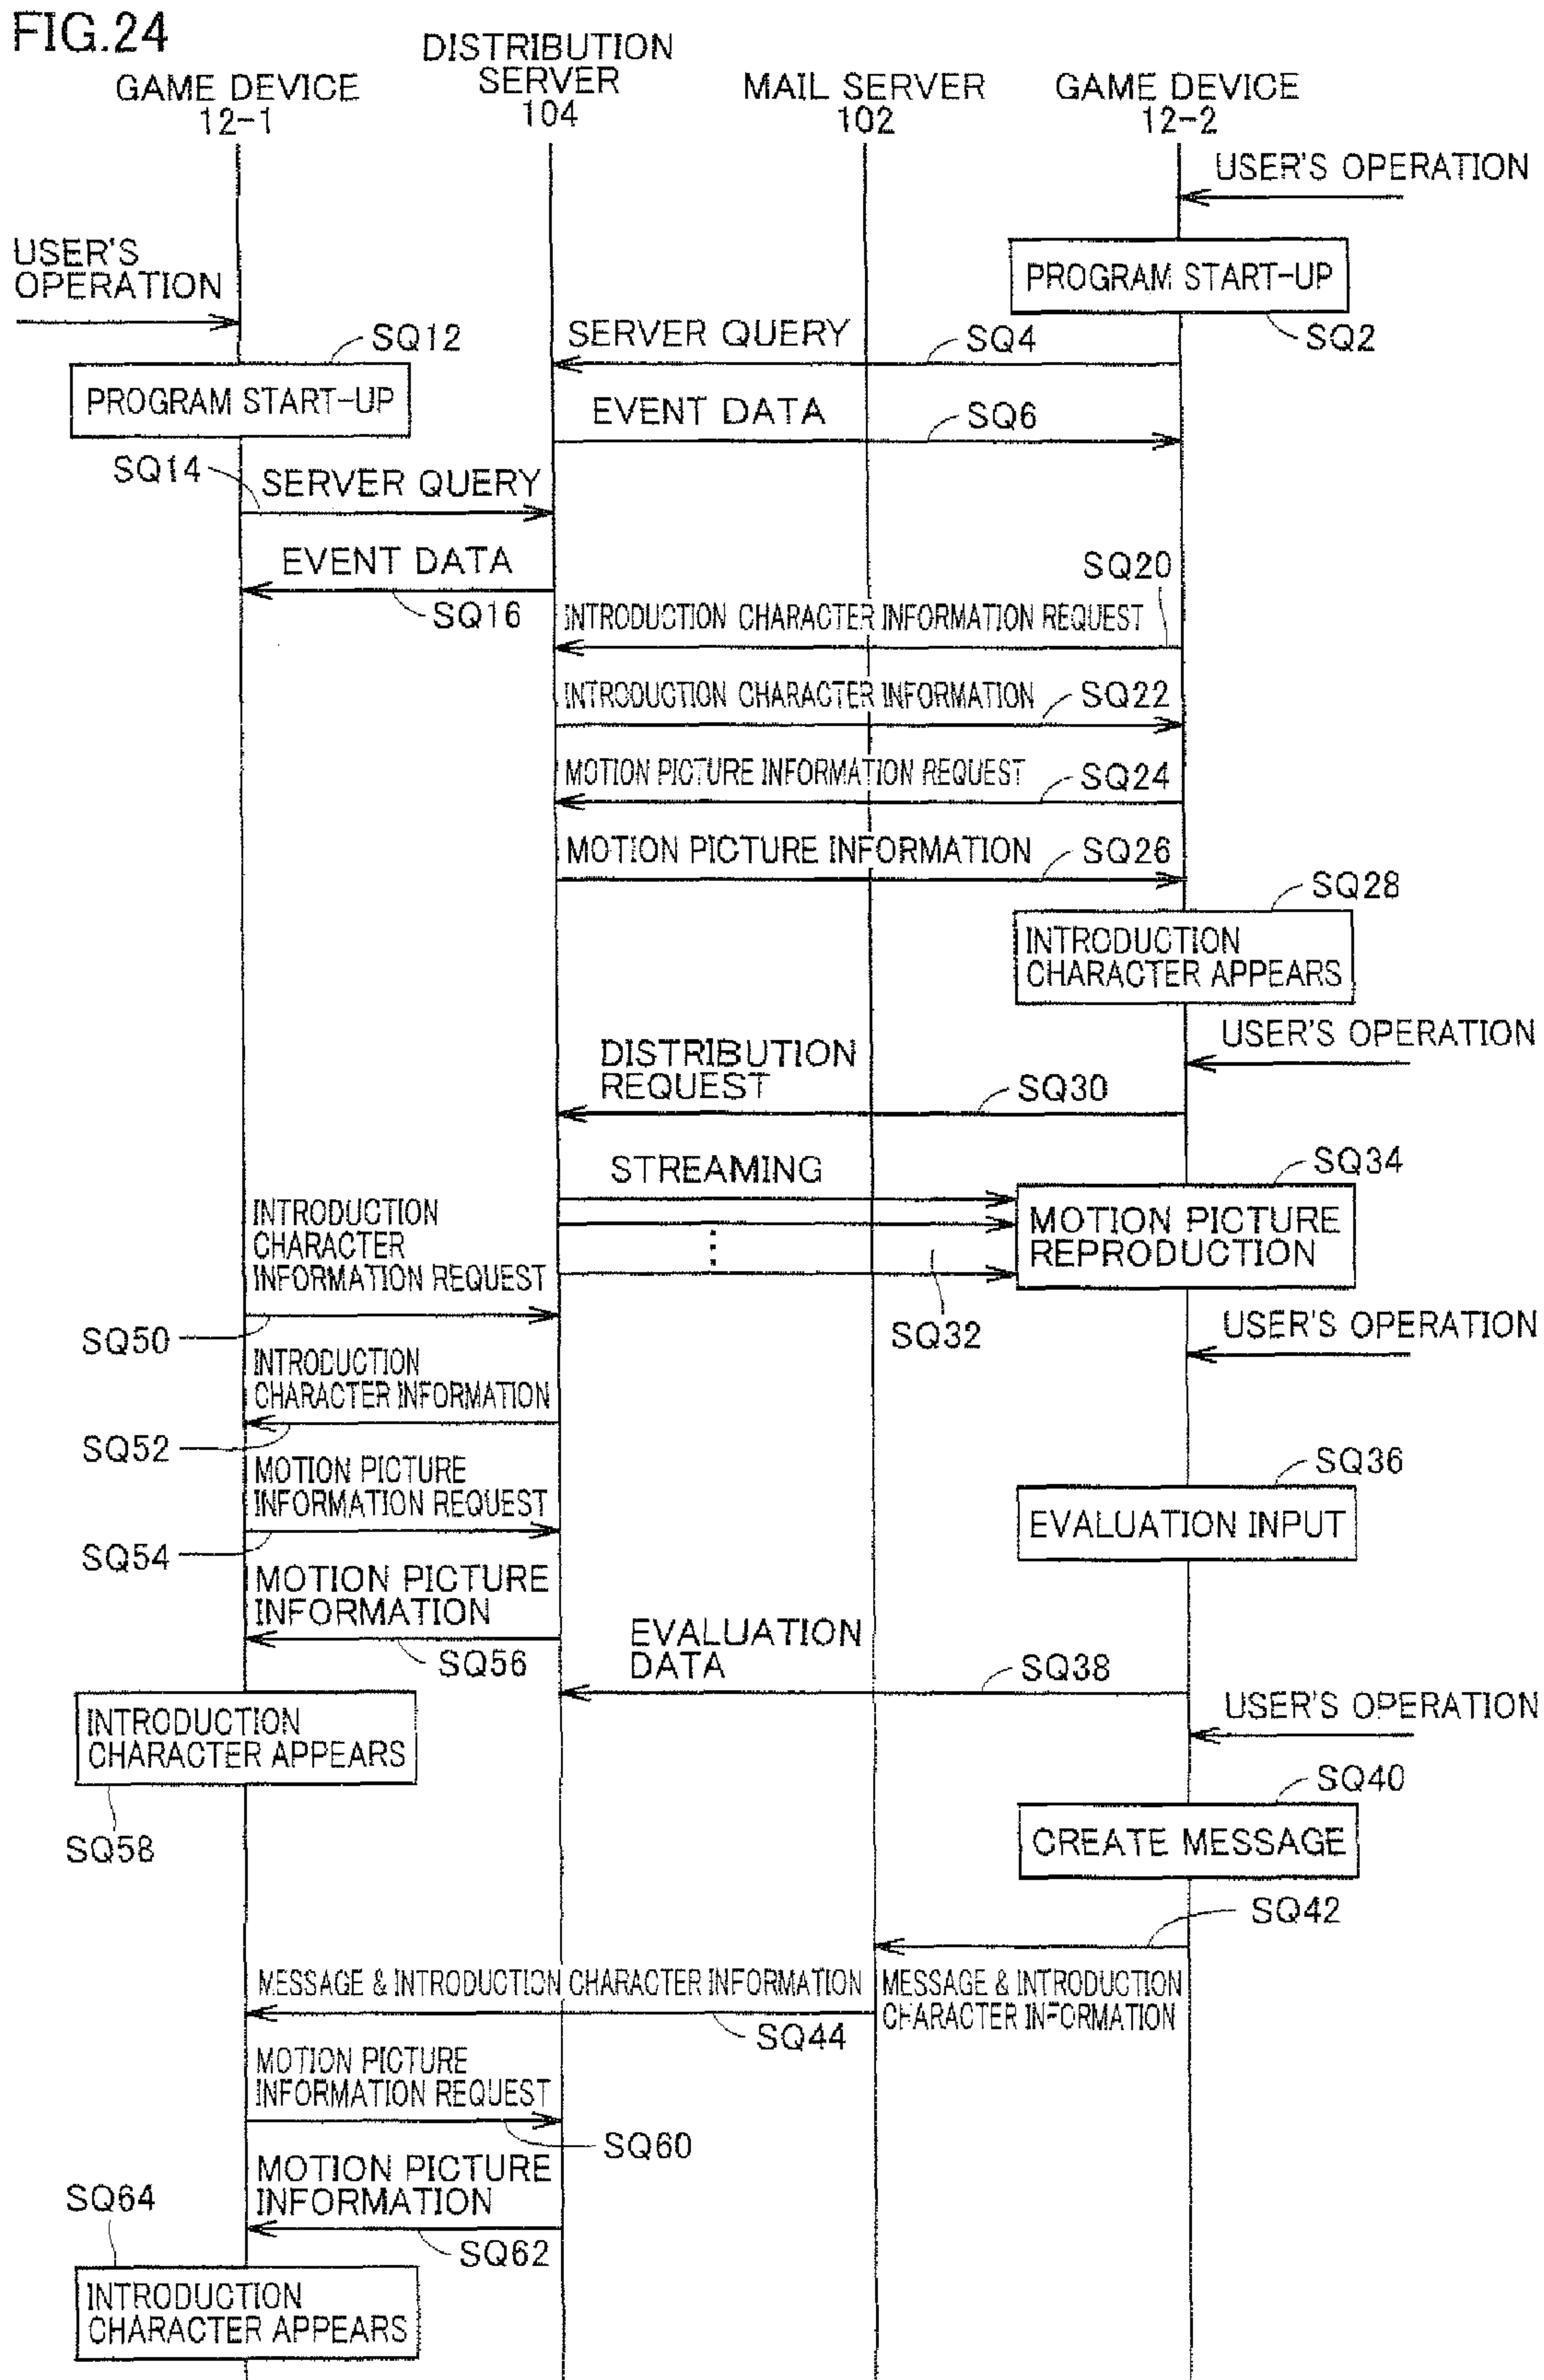 FIG.24
GAME DEVICE
12-1
DISTRIBUTION
SERVER
104
MAIL SERVER
102
GAME DEVICE
12-2
USER'S OPERATION
PROGRAM START-UP
SQ2
USER'S
OPERATION
SQ12
PROGRAM START-UP
SERVER QUERY
SQ4
EVENT DATA
SQ6
SQ14
SERVER QUERY
EVENT DATA
SQ16
SQ20
INTRODUCTION CHARACTER INFORMATION REQUEST
INTRODUCTION CHARACTER INFORMATION
SQ22
MOTION PICTURE INFORMATION REQUEST
SQ24
MOTION PICTURE INFORMATION
SQ26
SQ28
INTRODUCTION
CHARACTER APPEARS
USER'S OPERATION
DISTRIBUTION
REQUEST
SQ30
STREAMING
SQ34
MOTION PICTURE
REPRODUCTION
SQ32
INTRODUCTION
CHARACTER
INFORMATION REQUEST
SQ50
USER'S OPERATION
INTRODUCTION
CHARACTER INFORMATION
SQ52
MOTION PICTURE
INFORMATION REQUEST
SQ54
SQ36
EVALUATION INPUT
MOTION PICTURE
INFORMATION
SQ56
EVALUATION
DATA
SQ38
INTRODUCTION
CHARACTER APPEARS
SQ58
USER'S OPERATION
SQ40
CREATE MESSAGE
SQ42
MESSAGE & INTRODUCTION
CHARACTER INFORMATION
MESSAGE & INTRODUCTION CHARACTER INFORMATION
SQ44
MOTION PICTURE
INFORMATION REQUEST
SQ60
MOTION PICTURE
INFORMATION
SQ62
SQ64
INTRODUCTION
CHARACTER APPEARS